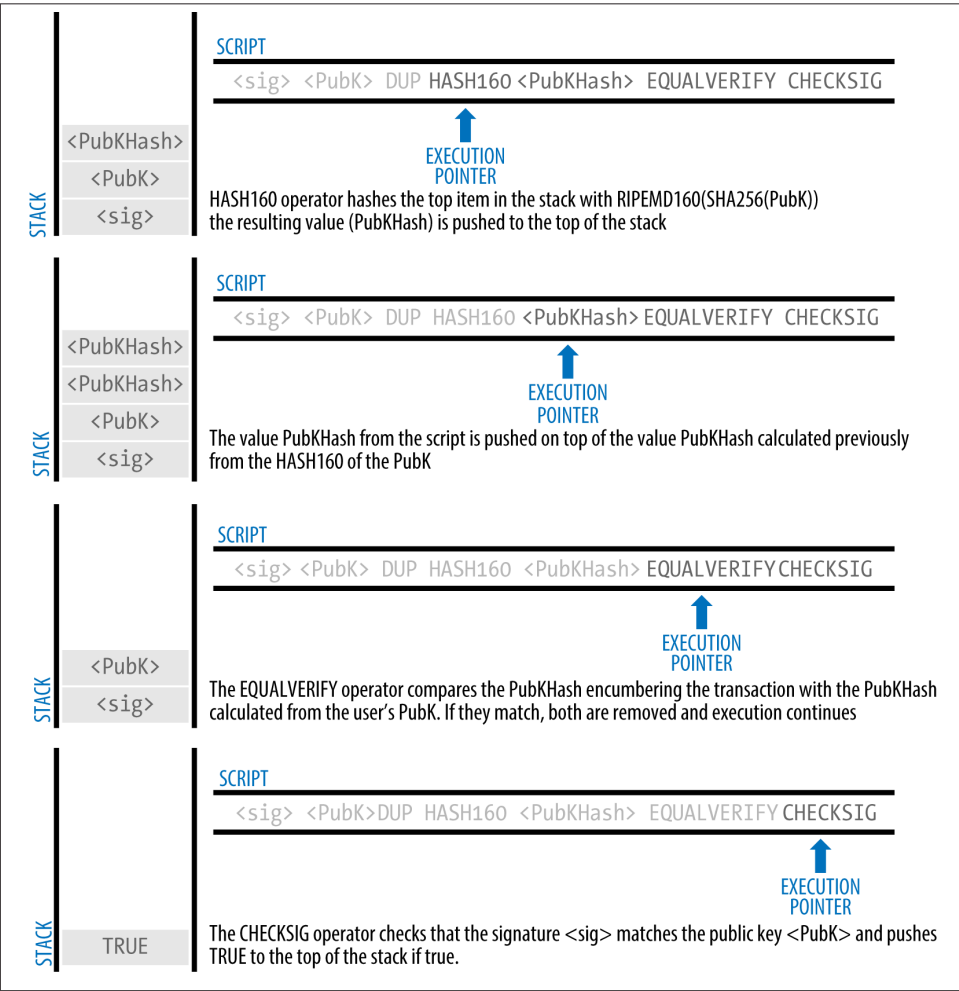 SCRIPT
<sig> <PubK> DUP HASH160 <PubKHash> EQUALVERIFY CHECKSIG
EXECUTION
POINTER
<PubKHash>
<PubK>
<sig>
STACK
HASH160 operator hashes the top item in the stack with RIPEMD160(SHA256(PubK))
the resulting value (PubKHash) is pushed to the top of the stack
SCRIPT
<sig> <PubK> DUP HASH160 <PubKHash> EQUALVERIFY CHECKSIG
EXECUTION
POINTER
<PubKHash>
<PubKHash>
<PubK>
<sig>
STACK
The value PubKHash from the script is pushed on top of the value PubKHash calculated previously
from the HASH160 of the PubK
SCRIPT
<sig> <PubK> DUP HASH160 <PubKHash> EQUALVERIFY CHECKSIG
EXECUTION
POINTER
<PubK>
<sig>
STACK
The EQUALVERIFY operator compares the PubKHash encumbering the transaction with the PubKHash
calculated from the user's PubK. If they match, both are removed and execution continues
SCRIPT
<sig> <PubK>DUP HASH160 <PubKHash> EQUALVERIFY CHECKSIG
EXECUTION
POINTER
TRUE
STACK
The CHECKSIG operator checks that the signature <sig> matches the public key <PubK> and pushes
TRUE to the top of the stack if true.